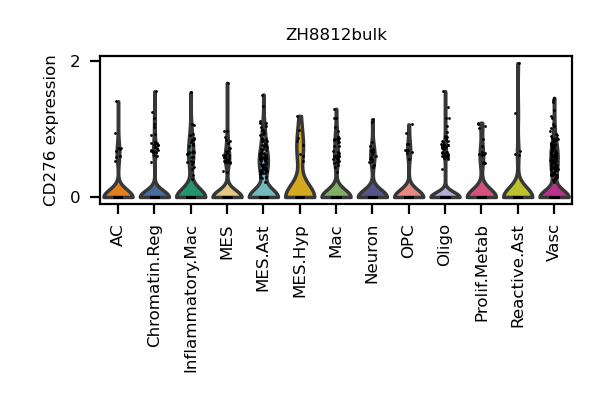 ZH8812bulk
CD276 expression
2
0
AC
Chromatin.Reg
Inflammatory.Mac
MES
MES.Ast
MES.Hyp
Mac
Neuron
OPC
Oligo
Prolif.Metab
Reactive.Ast
Vasc